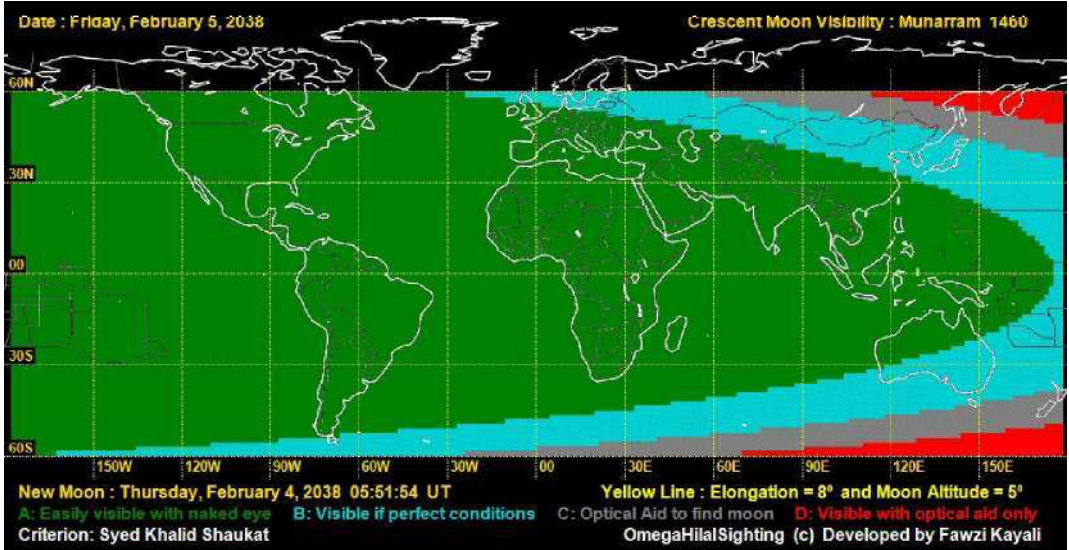 Date : Friday, February 5, 2038 Crescent Moon Visibility : Munarram 1460
60N
30N
00
30S
60S
150W 120W 90W 60W 30W 00 30E 60E 90E 120E 150E
New Moon : Thursday, February 4, 2038 05:51:54 UT Yellow Line : Elongation = 8º and Moon Altitude = 5º
A: Easily visible with naked eye B: Visible if perfect conditions C: Optical Aid to find moon D: Visible with optical aid only
Criterion: Syed Khalid Shaukat OmegaHilalSighting (c) Developed by Fawzi Kayali